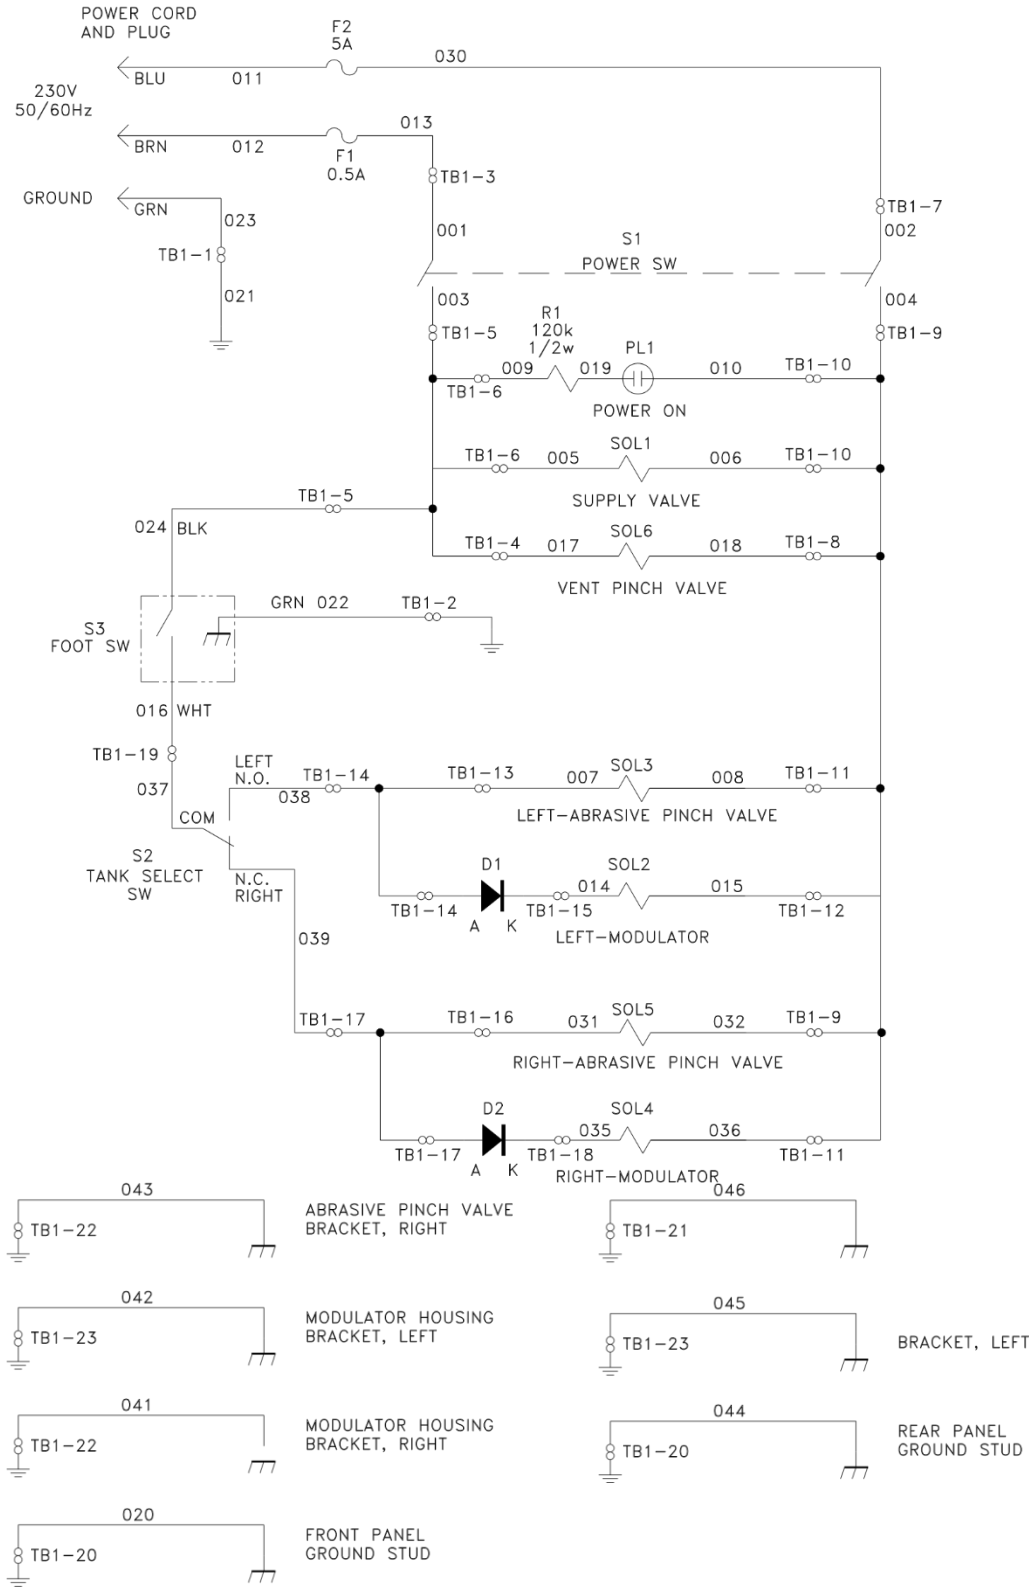 POWER CORD
AND PLUG
F2
5A
030
BLU
011
230V
50/60Hz
013
BRN
012
F1
0.5A
TB1-3
GROUND
GRN
023
TB1-7
001
002
S1
TB1-1
POWER SW
021
003
004
R1
120k
1/2w
TB1-5
TB1-9
PL1
009
019
010
TB1-10
TB1-6
POWER ON
SOL1
TB1-6
005
006
TB1-10
TB1-5
SUPPLY VALVE
024 BLK
SOL6
TB1-4
017
018
TB1-8
VENT PINCH VALVE
GRN 022
TB1-2
S3
FOOT SW
016 WHT
TB1-19
LEFT
N.O.
TB1-14
TB1-13
SOL3
TB1-11
037
038
007
008
COM
LEFT-ABRASIVE PINCH VALVE
S2
TANK SELECT
SW
N.C.
RIGHT
D1
SOL2
014
015
TB1-14
TB1-15
TB1-12
A
K
LEFT-MODULATOR
039
TB1-17
TB1-16
SOL5
TB1-9
031
032
RIGHT-ABRASIVE PINCH VALVE
D2
SOL4
035
036
TB1-17
TB1-18
TB1-11
A
K
RIGHT-MODULATOR
043
046
TB1-22
ABRASIVE PINCH VALVE
BRACKET, RIGHT
TB1-21
042
045
TB1-23
MODULATOR HOUSING
BRACKET, LEFT
TB1-23
BRACKET, LEFT
041
044
TB1-22
MODULATOR HOUSING
BRACKET, RIGHT
TB1-20
REAR PANEL
GROUND STUD
020
TB1-20
FRONT PANEL
GROUND STUD